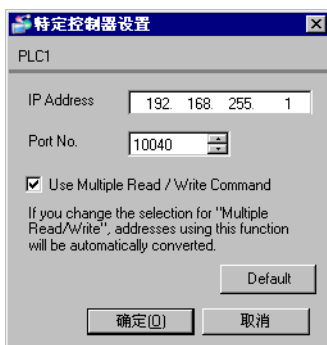 特定控制器设置
PLC1
IP Address 192. 168. 255. 1
Port No. 10040
Use Multiple Read / Write Command
If you change the selection for "Multiple
Read/Write", addresses using this function
will be automatically converted.
Default
确定(O) 取消